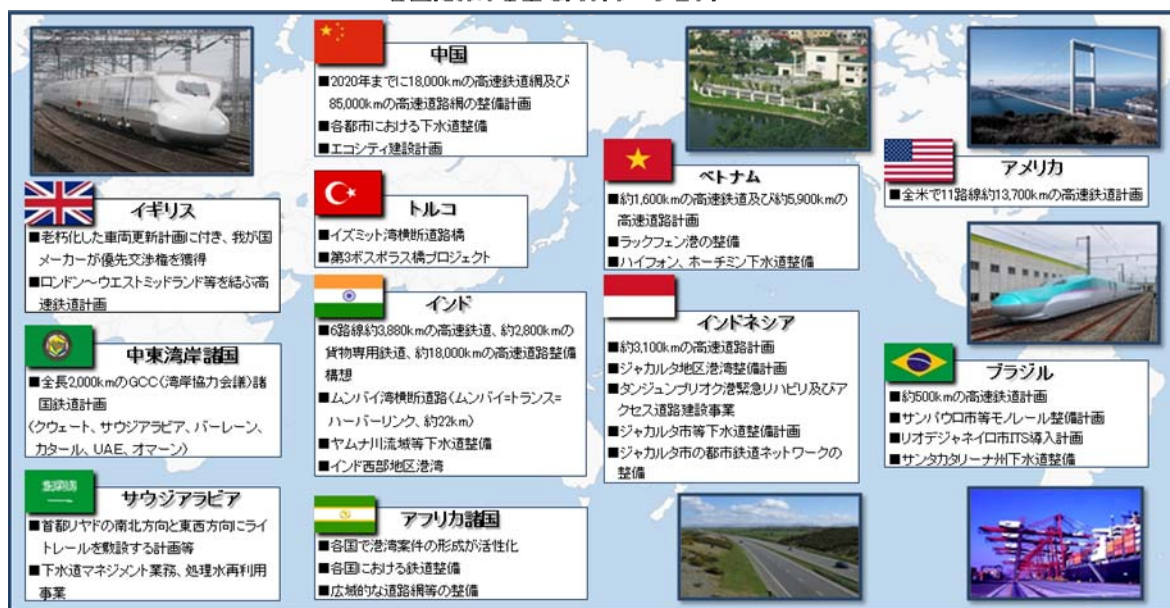 中国
■2020年までに18,000kmの高速鉄道網及び
85,000kmの高速道路網の整備計画
■各都市における下水道整備
■エコシティ建設計画
イギリス
■老朽化した車両更新計画に付き、我が国
メーカーが優先交渉権を獲得
■ロンドン～ウエストミッドランド等を結ぶ高
速鉄道計画
トルコ
■イズミット湾横断道路橋
■第3ボスポラス橋プロジェクト
ベトナム
■約1,600kmの高速鉄道及び約5,900kmの
高速道路計画
■ラックフェン港の整備
■ハイフォン、ホーチミン下水道整備
アメリカ
■全米で11路線約13,700kmの高速鉄道計画
中東湾岸諸国
■全長2,000kmのGCC(湾岸協力会議)諸
国鉄道計画
(クウェート、サウジアラビア、バーレーン、
カタール、UAE、オマーン)
インド
■6路線約3,880kmの高速鉄道、約2,800kmの
貨物専用鉄道、約18,000kmの高速道路整備
構想
■ムンバイ湾横断道路(ムンバイ=トランス=
ハーバーリンク、約22km)
■ヤムナ川流域等下水道整備
■インド西部地区港湾
インドネシア
■約3,100kmの高速道路計画
■ジャカルタ地区港湾整備計画
■タンジュンプリオク港緊急リハビリ及びア
クセス道路建設事業
■ジャカルタ市等下水道整備計画
■ジャカルタ市の都市鉄道ネットワークの
整備
ブラジル
■約500kmの高速鉄道計画
■サンパウロ市等モノレール整備計画
■リオデジャネイロ市ITS導入計画
■サンタカタリーナ州下水道整備
サウジアラビア
■首都リヤドの南北方向と東西方向にライ
トレールを敷設する計画等
■下水道マネジメント業務、処理水再利用
事業
アフリカ諸国
■各国で港湾案件の形成が活性化
■各国における鉄道整備
■広域的な道路網等の整備